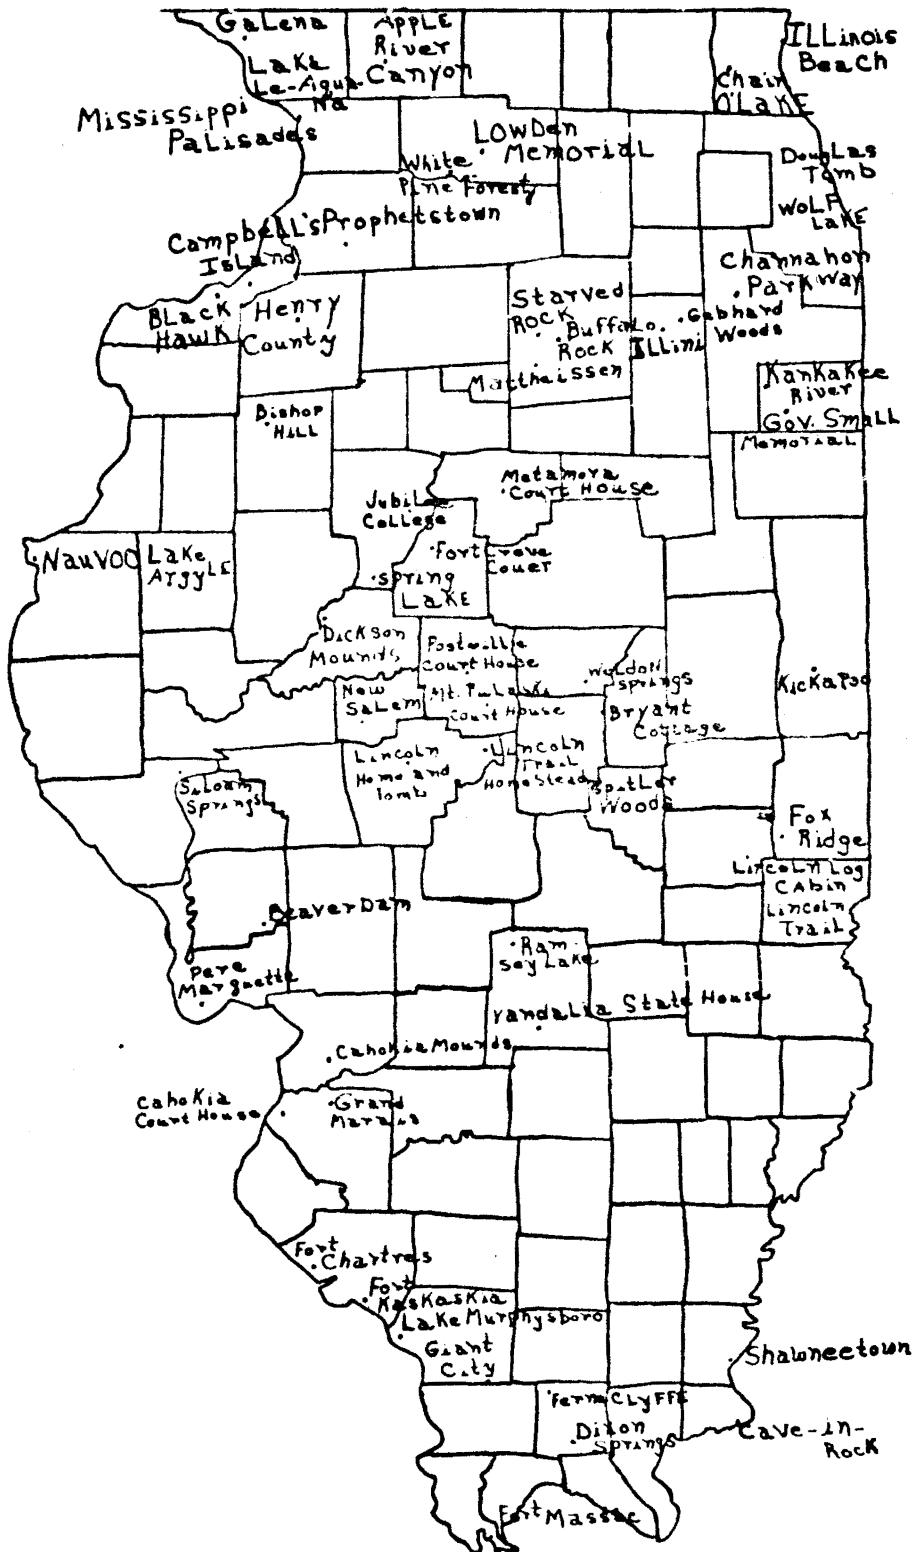 Galena
Lake
Le-Aqua-
Na
Apple
River
Canyon
ILLinois
Beach
Chain
O'LAKE
Mississippi
Palisades
LOWDen
Memorial
White
Pine Forest
Douglas
Tomb
Wolf
Lake
Campbell's
Island
Prophetstown
Channahon
Parkway
Black
Hawk
Henry
County
Starved
Rock
Buffalo
Rock
ILLini
Gebhard
Woods
Mattheissen
Kankakee
River
Gov. Small
Memorial
Bishop
Hill
Metamora
Court House
Jubilee
College
Nauvoo
Lake
Argyle
Fort Creve
Couer
Spring
Lake
Dickson
Mounds
Postville
Court House
Weldon
Springs
Kickapoo
New
Salem
Mt. Pulaski
Court House
Bryant
Cottage
Lincoln
Home and
Tomb
Lincoln
Trail
HomeStead
Siloam
Springs
Spitler
Woods
Fox
Ridge
Lincoln Log
Cabin
Lincoln
Trail
Beaver Dam
Pere
Marguette
Ram-
sey Lake
Vandalia State House
Cahokia Mounds
Cahokia
Court House
Grand
Marais
Fort
Chartres
Fort
Kaskaskia
Lake Murphysboro
Giant
City
Shawneetown
Ferne Clyffe
Dixon
Springs
Cave-in-
Rock
Fort Massac